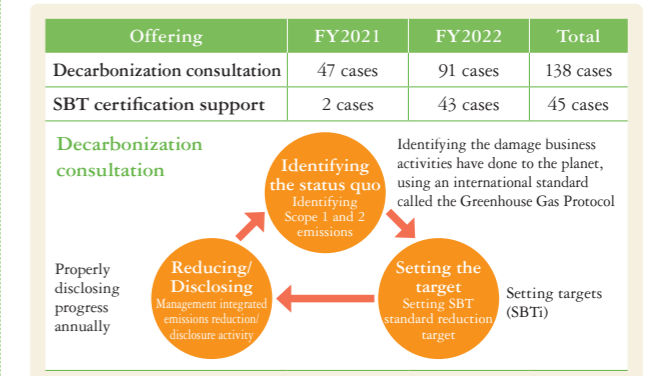 Offering FY2021 FY2022 Total
Decarbonization consultation 47 cases 91 cases 138 cases
SBT certification support 2 cases 43 cases 45 cases
Decarbonization
consultation
Identifying
the status quo
Identifying
Scope 1 and 2
emissions
Identifying the damage business
activities have done to the planet,
using an international standard
called the Greenhouse Gas Protocol
Properly
disclosing
progress
annually
Reducing/
Disclosing
Management integrated
emissions reduction/
disclosure activity
Setting the
target
Setting SBT
standard reduction
target
Setting targets
(SBTi)